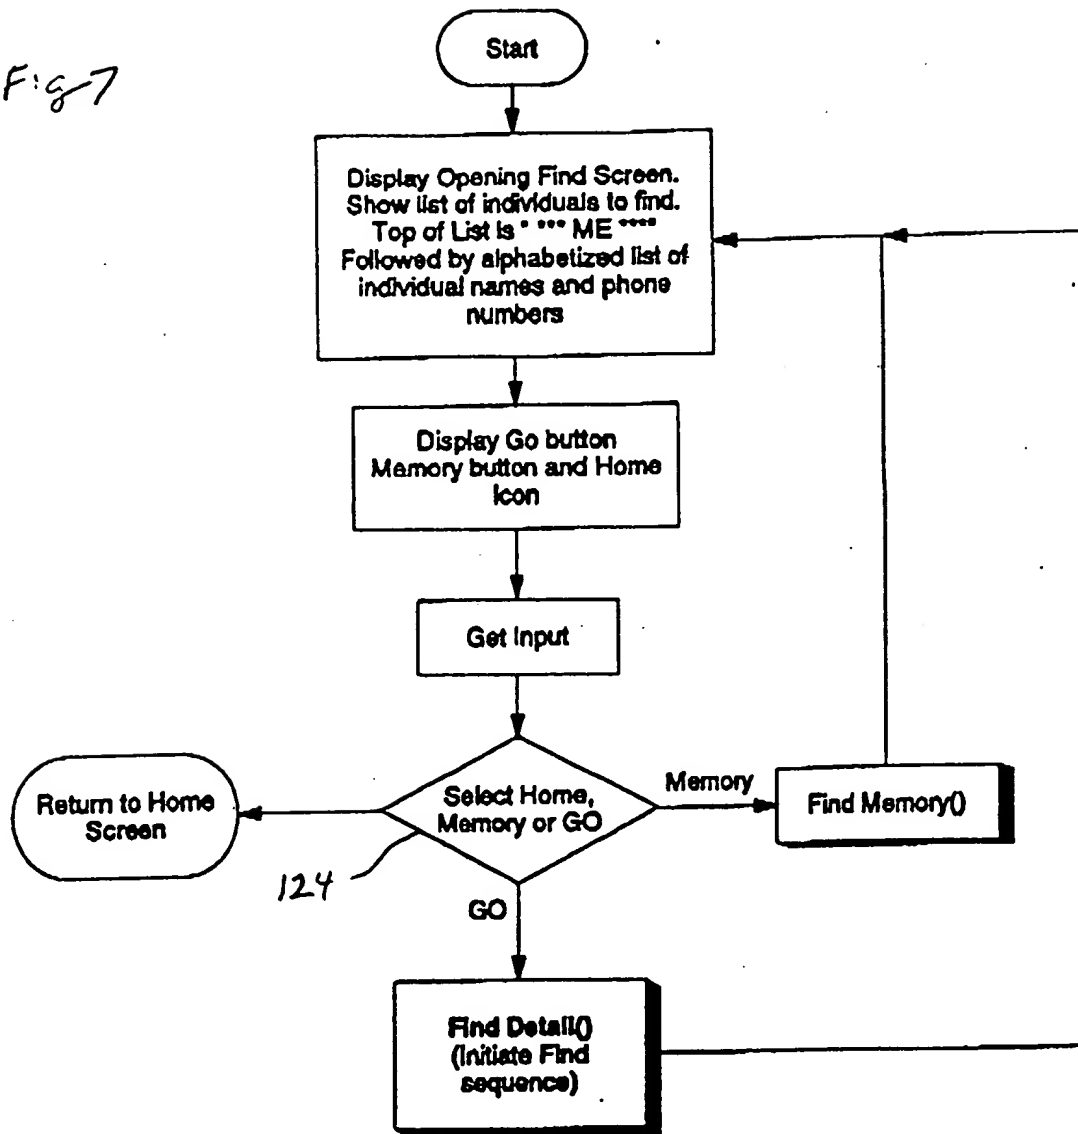 Fig-7
Start
Display Opening Find Screen.
Show list of individuals to find.
Top of List is " *** ME ****
Followed by alphabetized list of
individual names and phone
numbers
Display Go button
Memory button and Home
Icon
Get Input
Select Home,
Memory or GO
Memory
Find Memory()
Return to Home
Screen
124
GO
Find Detail()
(Initiate Find
sequence)